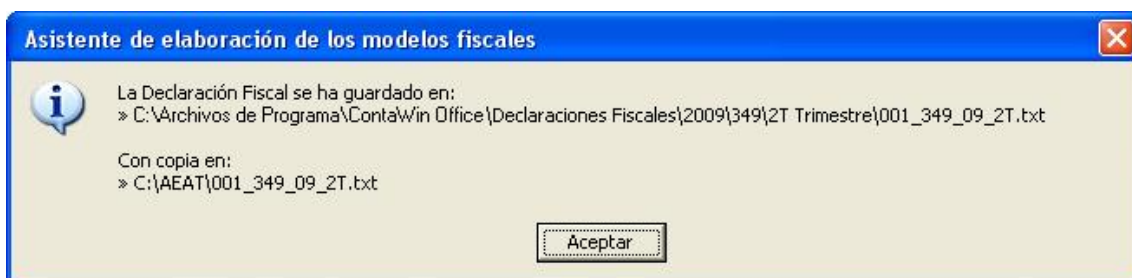 Asistente de elaboración de los modelos fiscales
La Declaración Fiscal se ha guardado en:
» C:\Archivos de Programa\ContaWin Office\Declaraciones Fiscales\2009\349\2T Trimestre\001_349_09_2T.txt
Con copia en:
» C:\AEAT\001_349_09_2T.txt
Aceptar